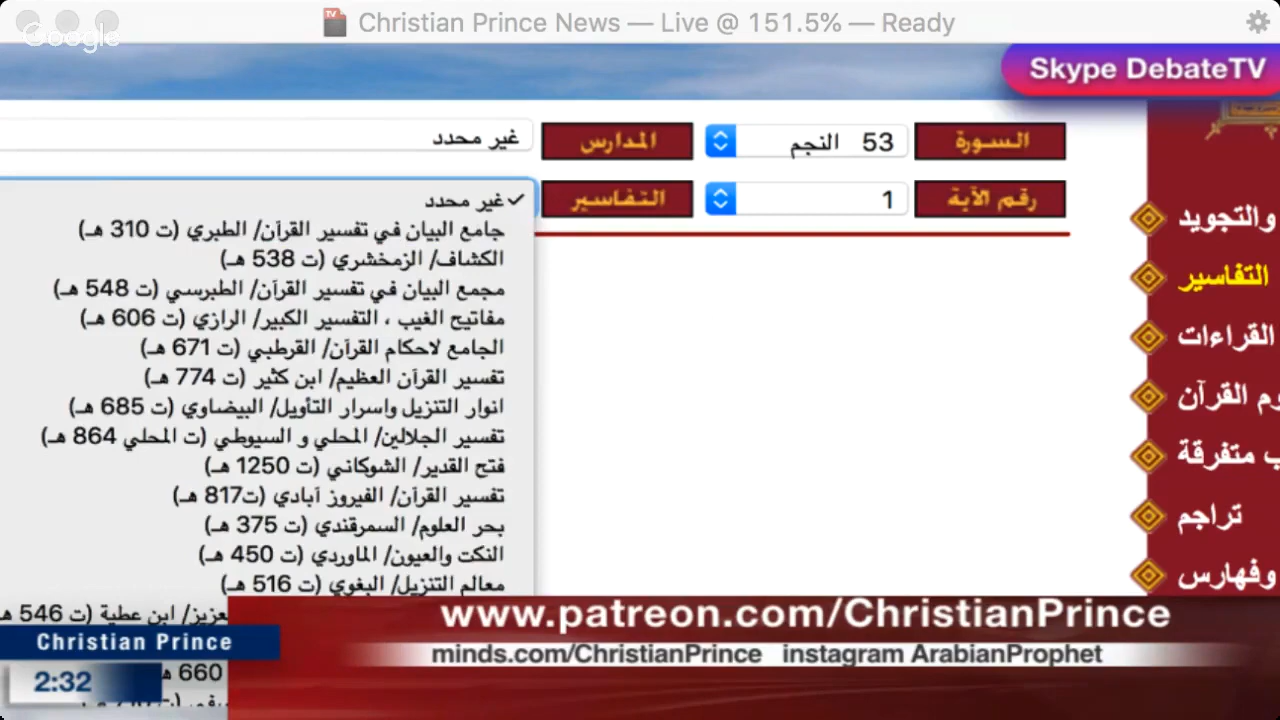 Christian Prince News — Live @ 151.5% — Ready
Google
Skype DebateTV
السورة
53 النجم
المدارس
غير محدد
رقم الآية
1
التفاسير
غير محدد
جامع البيان في تفسير القرآن/ الطبري (ت 310 هـ)
الكشاف/ الزمخشري (ت 538 هـ)
مجمع البيان في تفسير القرآن/ الطبرسي (ت 548 هـ)
مفاتيح الغيب ، التفسير الكبير/ الرازي (ت 606 هـ)
الجامع لاحكام القرآن/ القرطبي (ت 671 هـ)
تفسير القرآن العظيم/ ابن كثير (ت 774 هـ)
انوار التنزيل واسرار التأويل/ البيضاوي (ت 685 هـ)
تفسير الجلالين/ المحلي و السيوطي (ت المحلي 864 هـ)
فتح القدير/ الشوكاني (ت 1250 هـ)
تفسير القرآن/ الفيروز آبادي (ت817 هـ)
بحر العلوم/ السمرقندي (ت 375 هـ)
النكت والعيون/ الماوردي (ت 450 هـ)
معالم التنزيل/ البغوي (ت 516 هـ)
ابن عطية (ت 546 هـ
660
والتجويد
التفاسير
القراءات
القرآن
متفرقة
تراجم
وفهارس
www.patreon.com/ChristianPrince
Christian Prince
minds.com/ChristianPrince instagram ArabianProphet
2:32